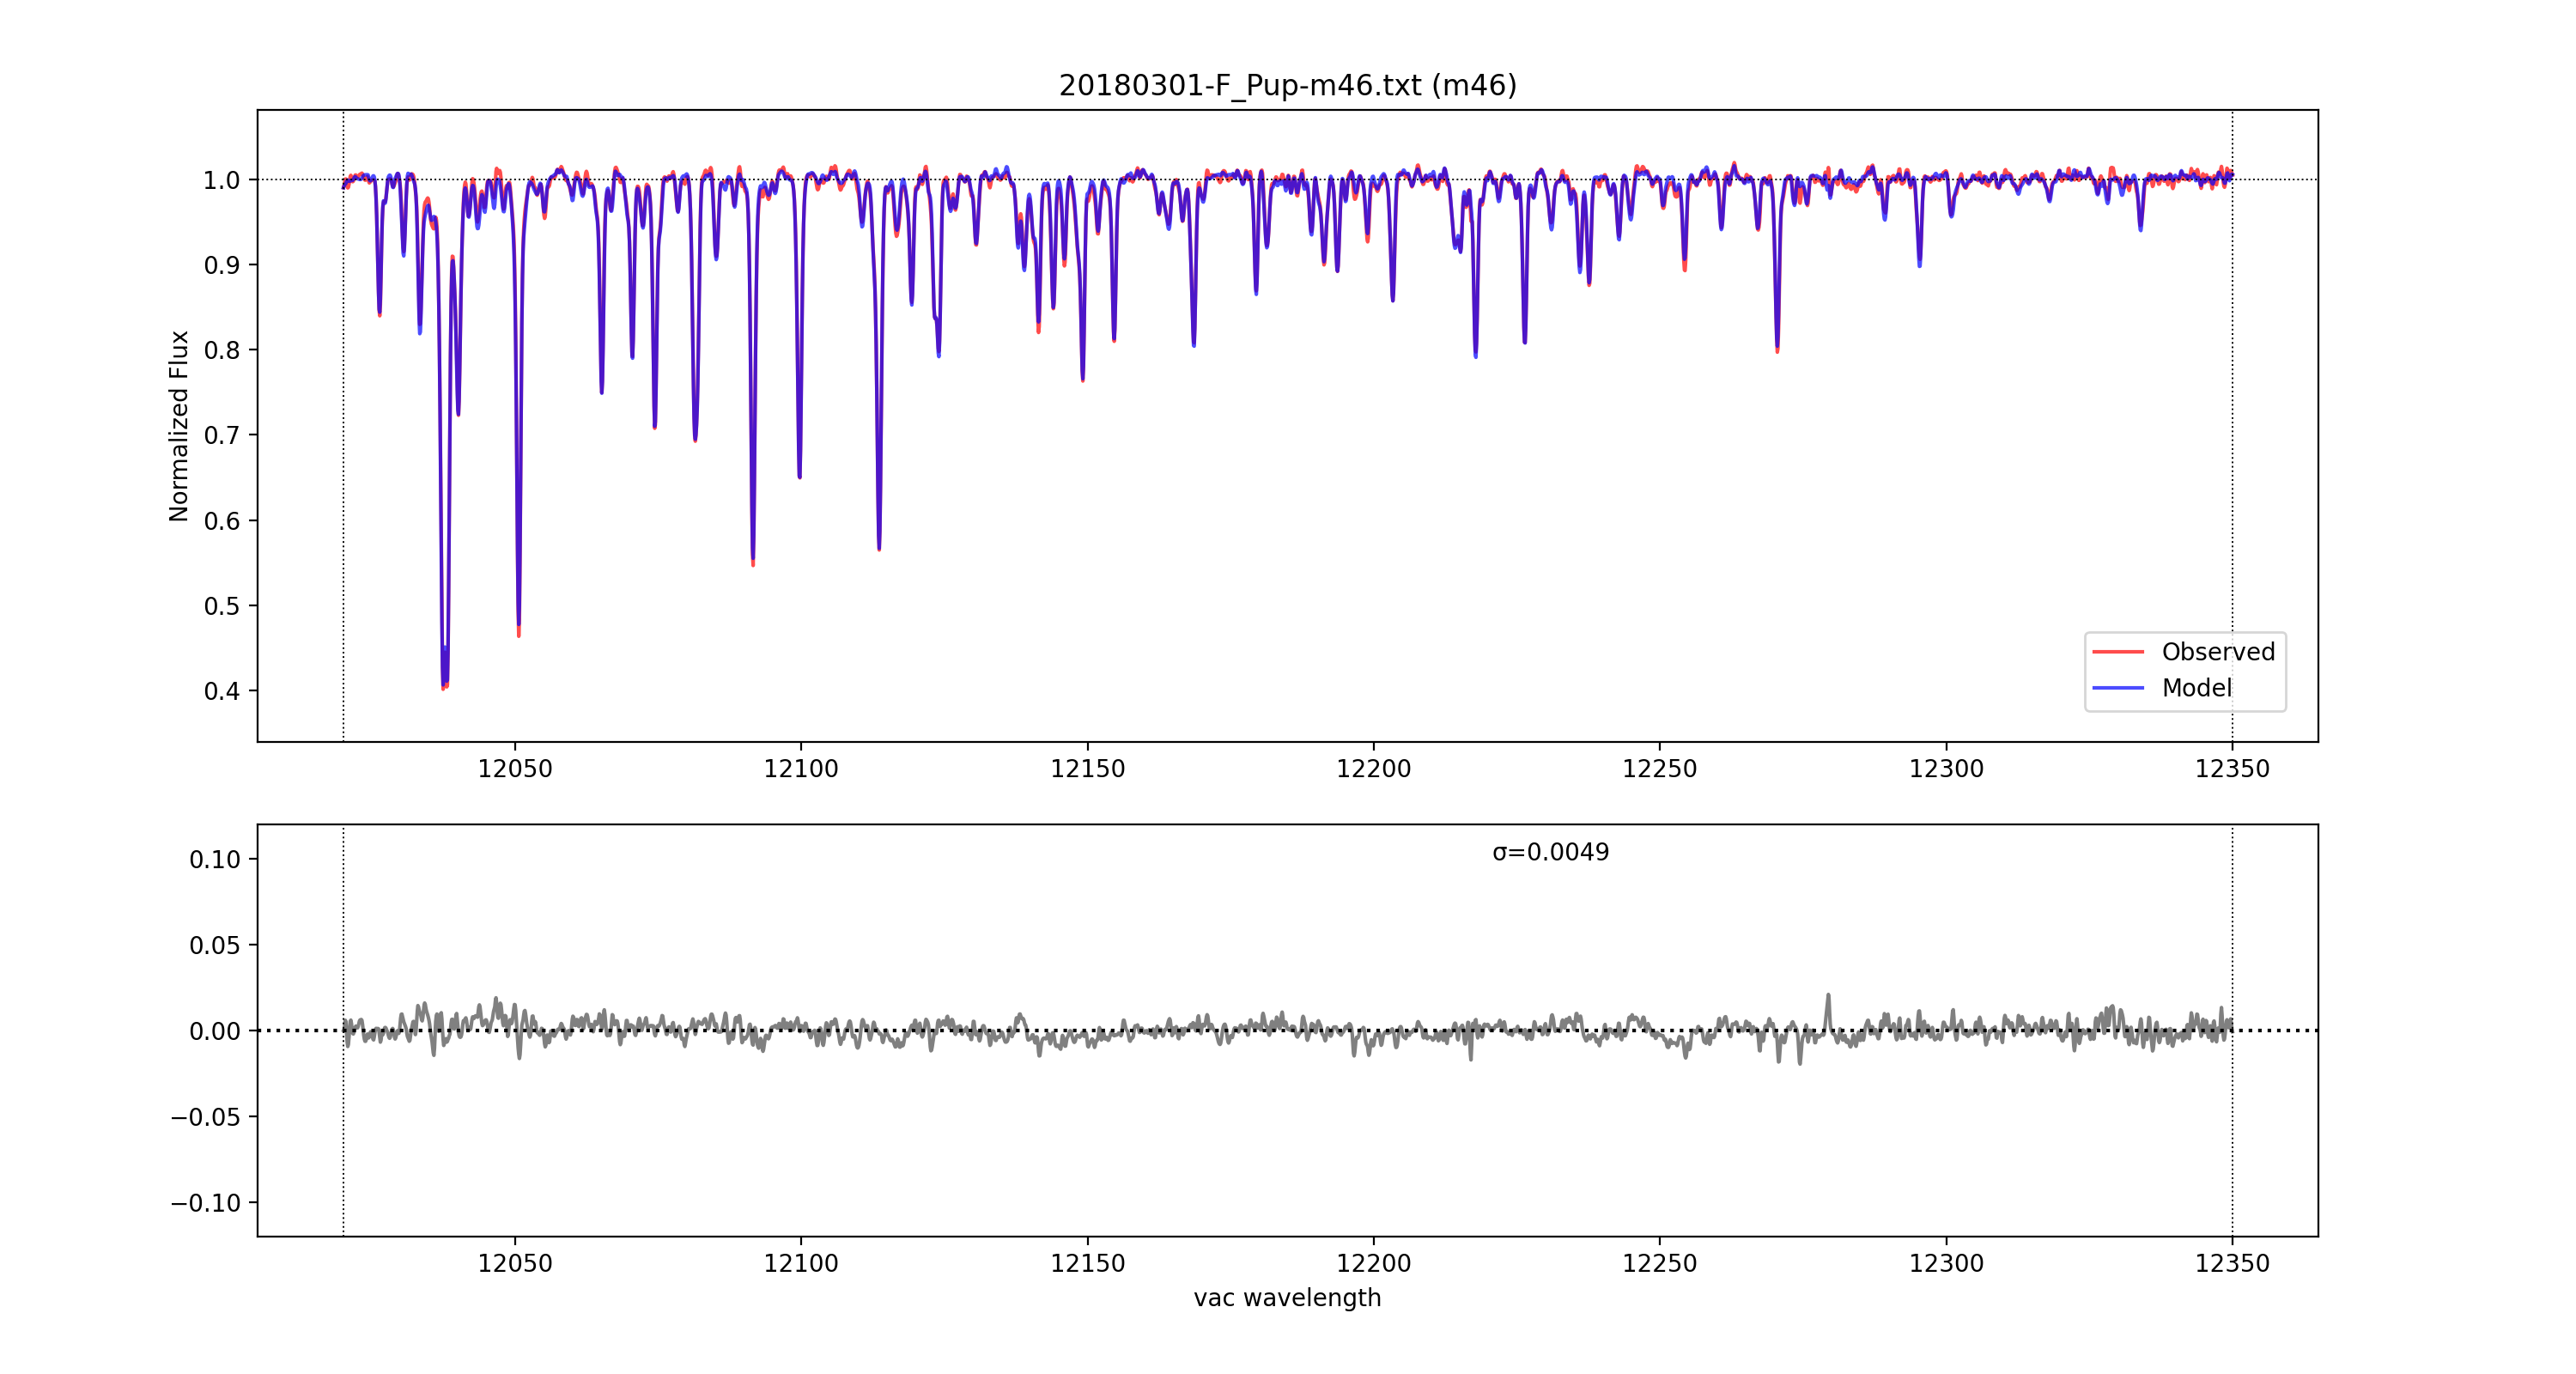 20180301-F_Pup-m46.txt (m46)
Normalized Flux
1.0
0.9
0.8
0.7
0.6
0.5
0.4
Observed
Model
12050 12100 12150 12200 12250 12300 12350
σ=0.0049
0.10
0.05
0.00
−0.05
−0.10
12050 12100 12150 12200 12250 12300 12350
vac wavelength